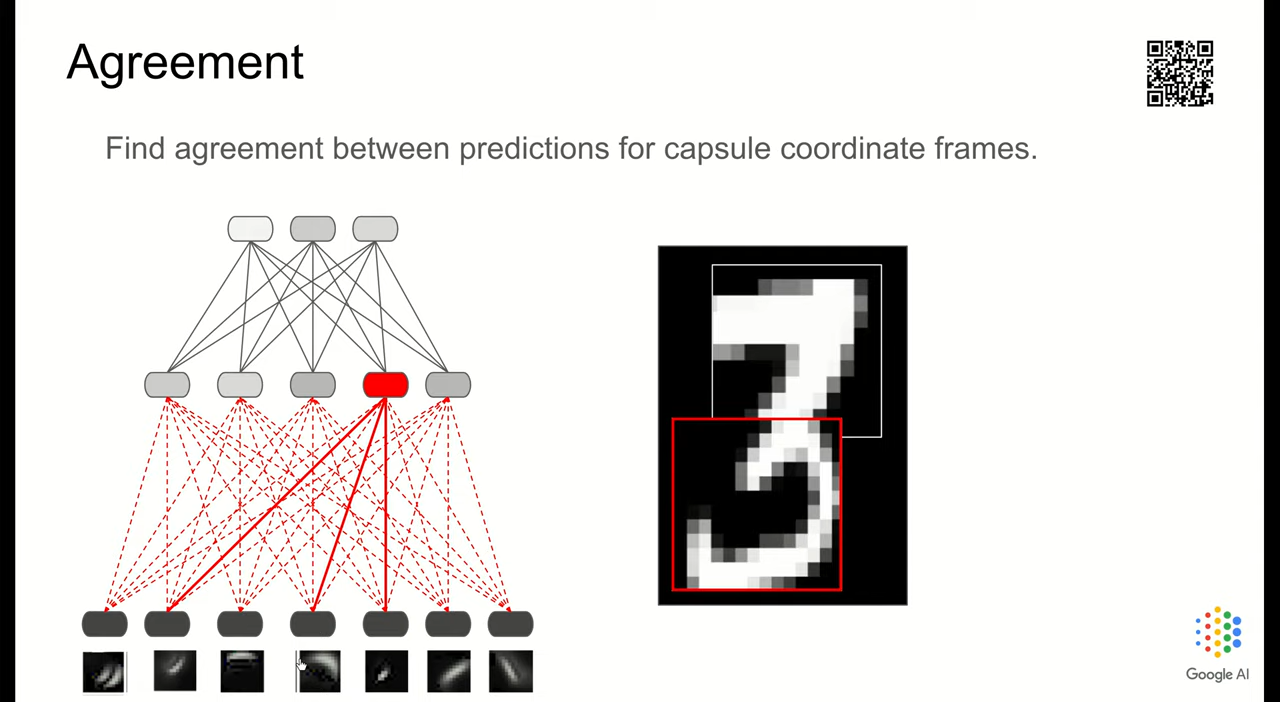 Agreement
Find agreement between predictions for capsule coordinate frames.
Google AI